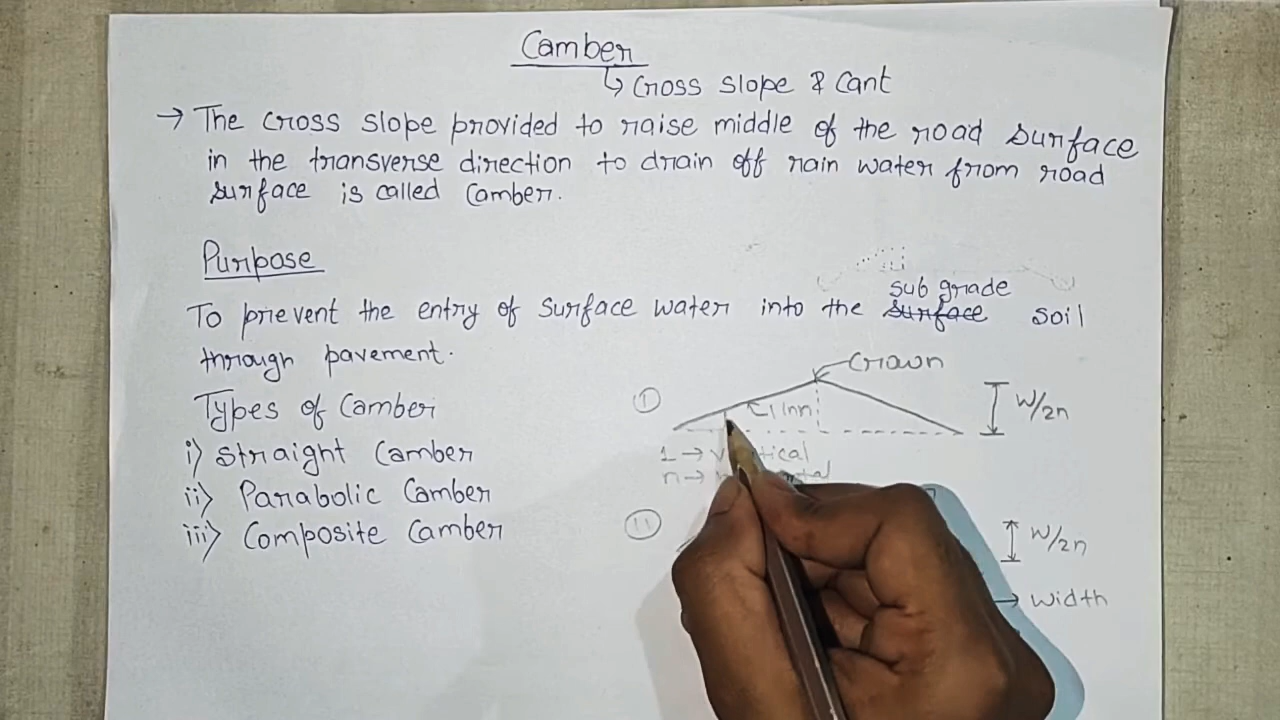 Camber
↳ Cross slope & Cant
→ The cross slope provided to raise middle of the road surface
in the transverse direction to drain off rain water from road
surface is called Camber.
Purpose
sub grade
To prevent the entry of surface water into the surface soil
through pavement.
Types of Camber
i) Straight Camber
ii) Parabolic Camber
iii) Composite Camber
Crown
I
1 in n
W/2n
1 →
n →
II
W/2n
→ Width